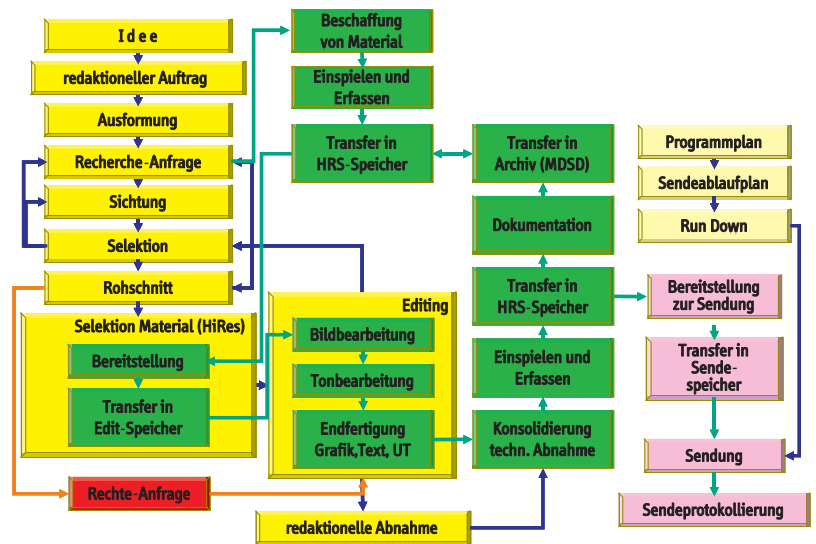 I d e e
redaktioneller Auftrag
Ausformung
Recherche-Anfrage
Sichtung
Selektion
Rohschnitt
Selektion Material (HiRes)
Bereitstellung
Transfer in
Edit-Speicher
Rechte-Anfrage
Beschaffung
von Material
Einspielen und
Erfassen
Transfer in
HRS-Speicher
Editing
Bildbearbeitung
Tonbearbeitung
Endfertigung
Grafik,Text, UT
redaktionelle Abnahme
Transfer in
Archiv (MDSD)
Dokumentation
Transfer in
HRS-Speicher
Einspielen und
Erfassen
Konsolidierung
techn. Abnahme
Programmplan
Sendeablaufplan
Run Down
Bereitstellung
zur Sendung
Transfer in
Sende-
speicher
Sendung
Sendeprotokollierung